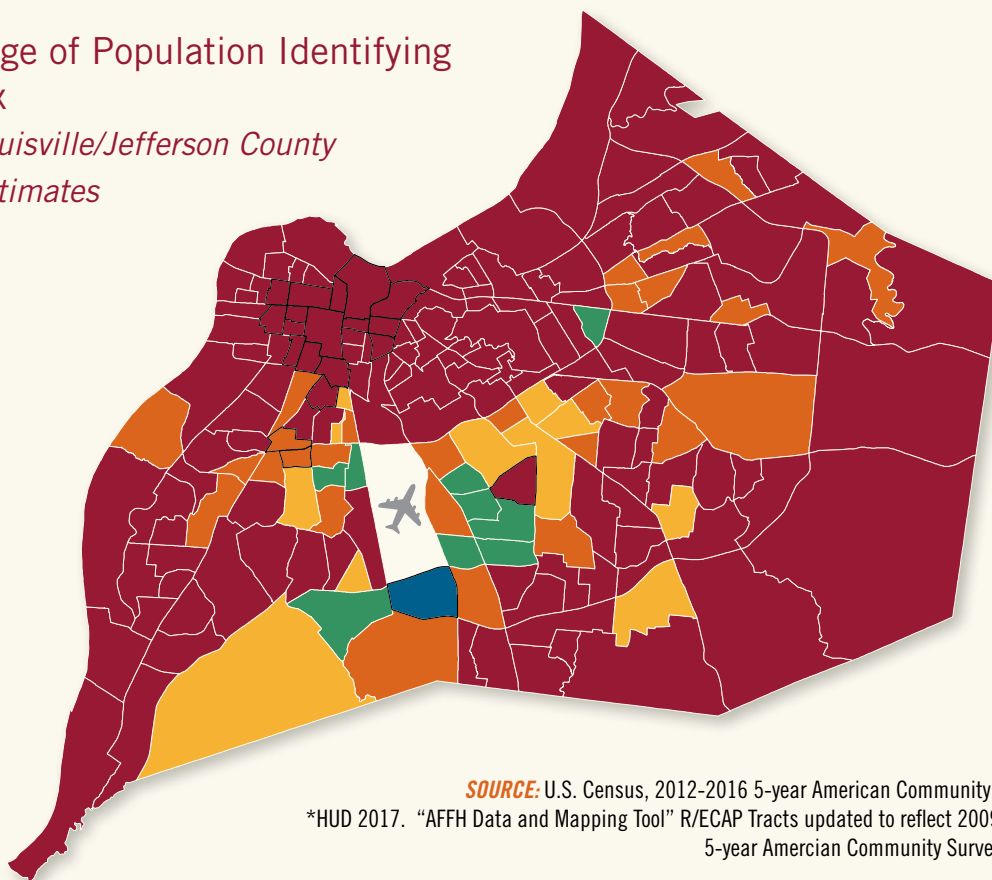 ge of Population Identifying
x
uisville/Jefferson County
timates
SOURCE: U.S. Census, 2012-2016 5-year American Community
*HUD 2017. “AFFH Data and Mapping Tool” R/ECAP Tracts updated to reflect 2009
5-year Amercian Community Surve